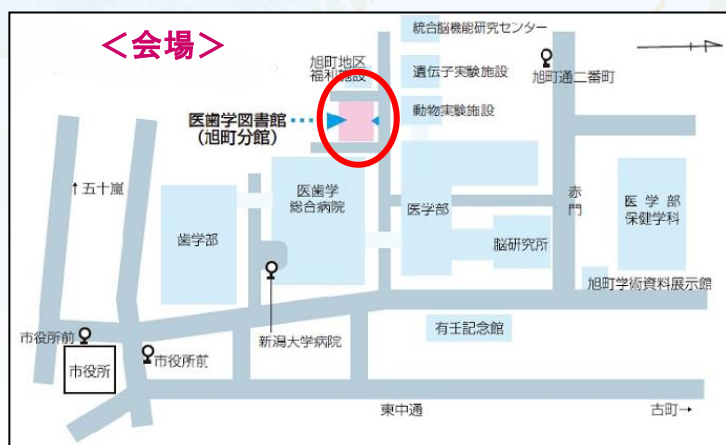 ＜会場＞
統合脳機能研究センター
旭町地区
福利施設
遺伝子実験施設
旭町通二番町
動物実験施設
医歯学図書館
（旭町分館）
↑五十嵐
医歯学
総合病院
医学部
赤門
医学部
保健学科
歯学部
脳研究所
旭町学術資料展示館
市役所前
新潟大学病院
有壬記念館
市役所前
市役所
東中通
古町→